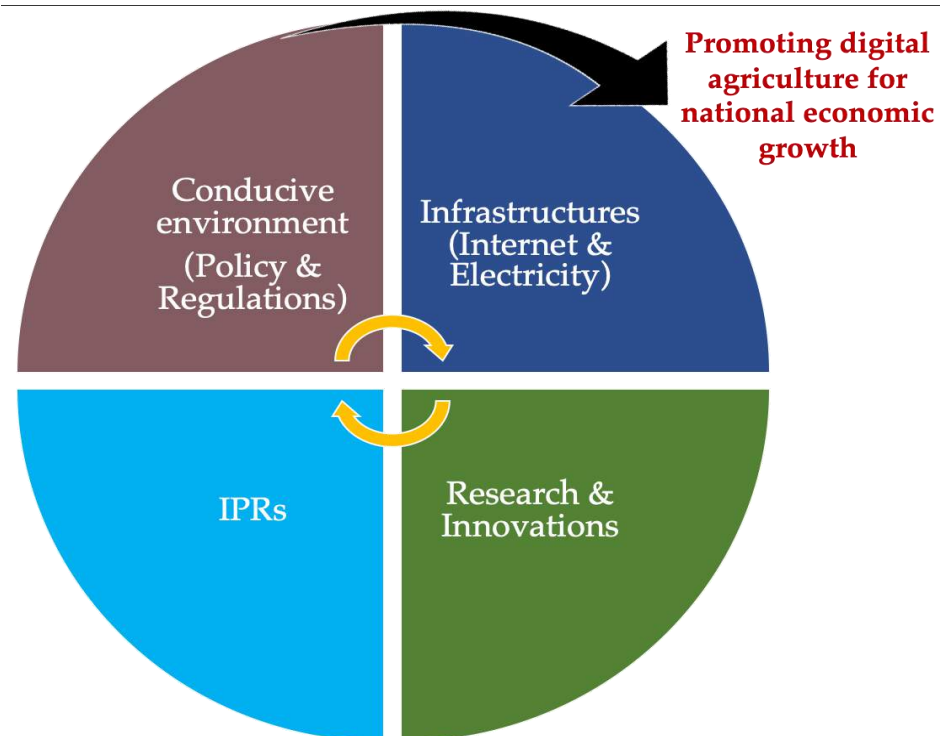 Promoting digital
agriculture for
national economic
growth
Conducive
environment
(Policy &
Regulations)
Infrastructures
(Internet &
Electricity)
IPRs
Research &
Innovations